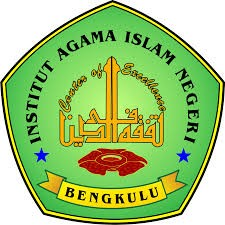 INSTITUT AGAMA ISLAM NEGERI
Center of Excellence
BENGKULU